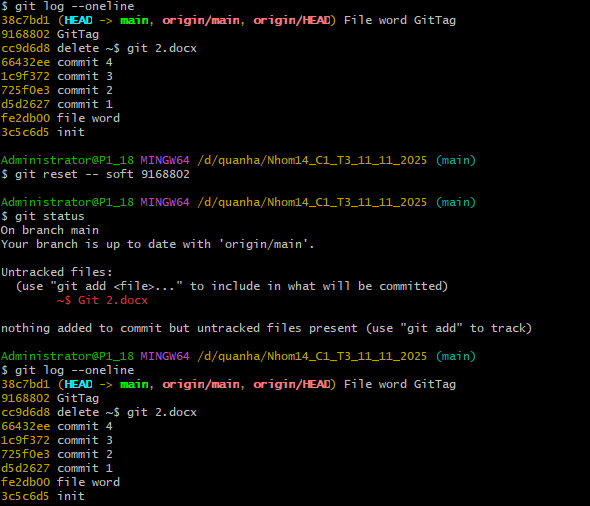 $ git log --oneline
38c7bd1 (HEAD -> main, origin/main, origin/HEAD) File word GitTag
9168802 GitTag
cc9d6d8 delete ~$ git 2.docx
66432ee commit 4
1c9f372 commit 3
725f0e3 commit 2
d5d2627 commit 1
fe2db00 file word
3c5c6d5 init

Administrator@P1_18 MINGW64 /d/quanha/Nhom14_C1_T3_11_11_2025 (main)
$ git reset -- soft 9168802

Administrator@P1_18 MINGW64 /d/quanha/Nhom14_C1_T3_11_11_2025 (main)
$ git status
On branch main
Your branch is up to date with 'origin/main'.

Untracked files:
  (use "git add <file>..." to include in what will be committed)
        ~$ Git 2.docx

nothing added to commit but untracked files present (use "git add" to track)

Administrator@P1_18 MINGW64 /d/quanha/Nhom14_C1_T3_11_11_2025 (main)
$ git log --oneline
38c7bd1 (HEAD -> main, origin/main, origin/HEAD) File word GitTag
9168802 GitTag
cc9d6d8 delete ~$ git 2.docx
66432ee commit 4
1c9f372 commit 3
725f0e3 commit 2
d5d2627 commit 1
fe2db00 file word
3c5c6d5 init